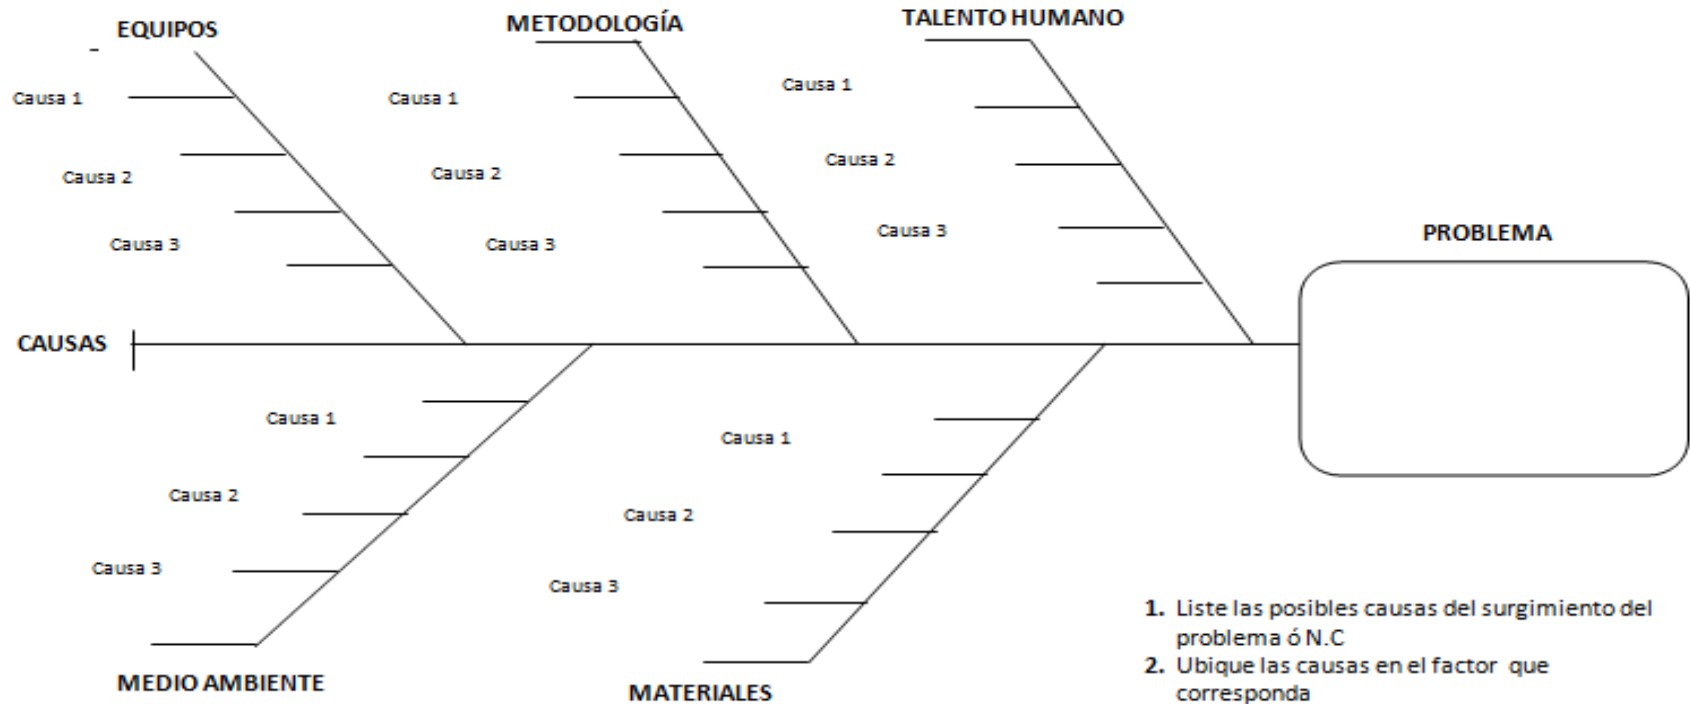 EQUIPOS
METODOLOGÍA
TALENTO HUMANO
Causa 1
Causa 1
Causa 1
Causa 2
Causa 2
Causa 2
Causa 3
Causa 3
Causa 3
PROBLEMA
CAUSAS
Causa 1
Causa 1
Causa 2
Causa 2
Causa 3
Causa 3
MEDIO AMBIENTE
MATERIALES
1. Liste las posibles causas del surgimiento del
problema ó N.C
2. Ubique las causas en el factor que
corresponda